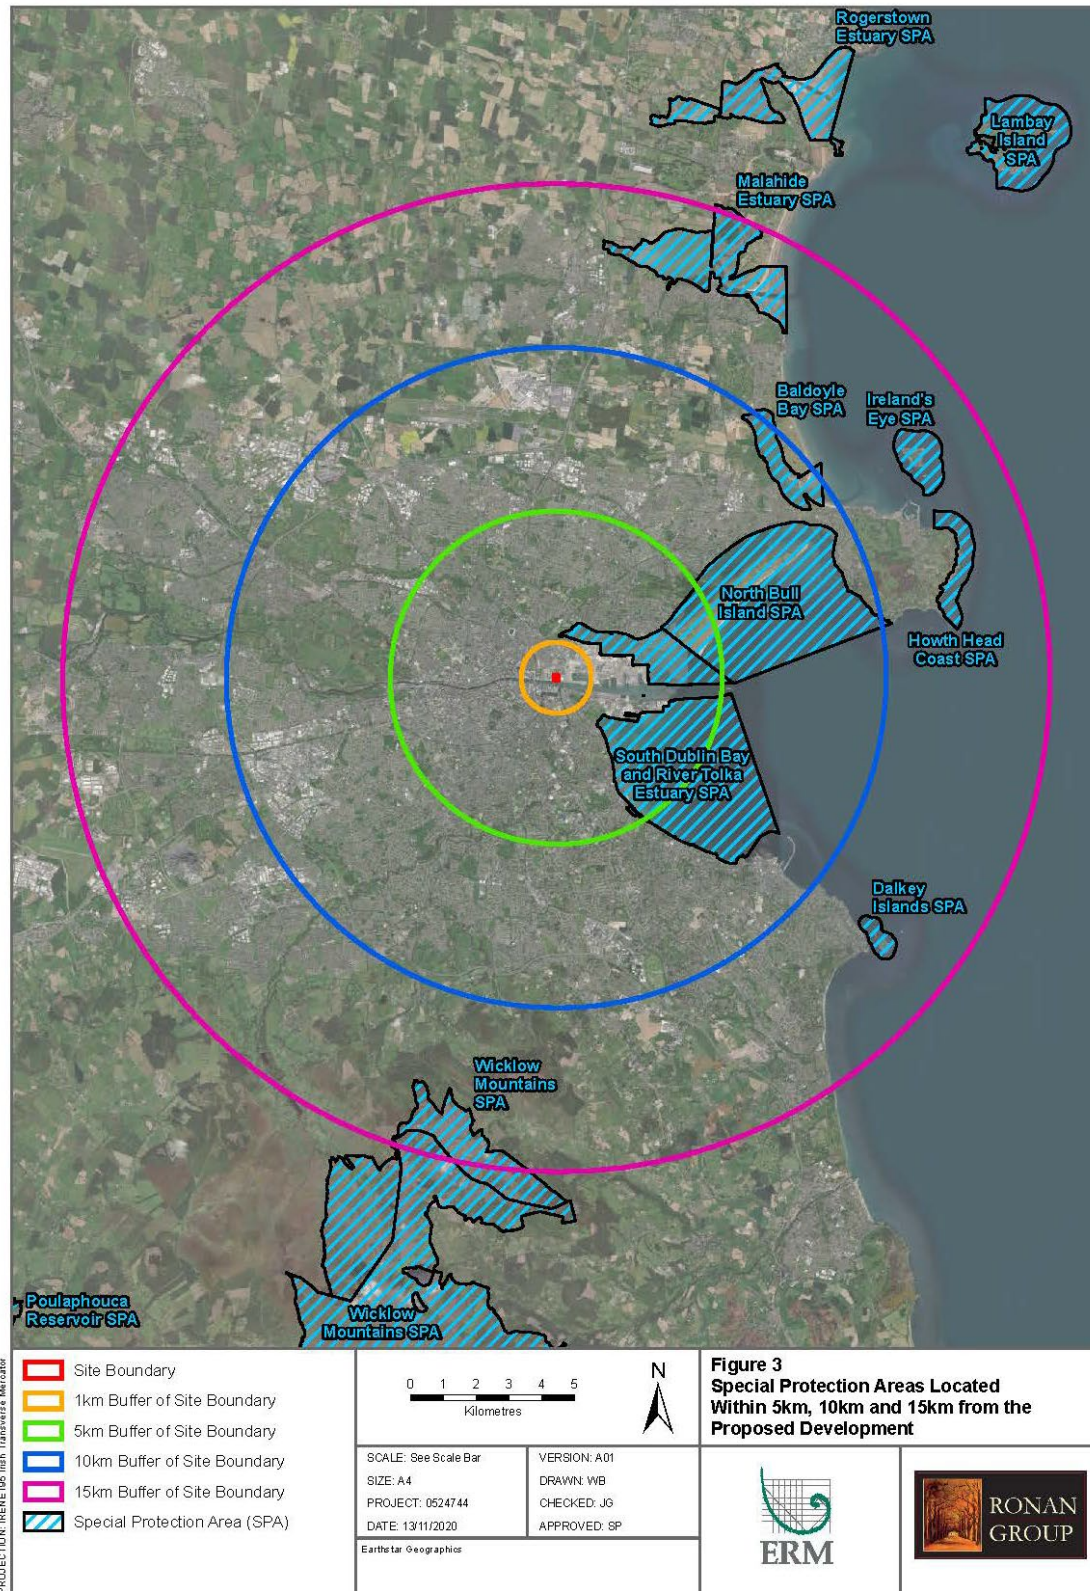 Rogerstown
Estuary SPA
Lambay
Island
SPA
Malahide
Estuary SPA
Baldoyle
Bay SPA
Ireland's
Eye SPA
North Bull
Island SPA
Howth Head
Coast SPA
South Dublin Bay
and River Tolka
Estuary SPA
Dalkey
Islands SPA
Wicklow
Mountains
SPA
Poulaphouca
Reservoir SPA
Wicklow
Mountains SPA
PROJECTION: IRENET95 Irish Transverse Mercator
Site Boundary
1km Buffer of Site Boundary
5km Buffer of Site Boundary
10km Buffer of Site Boundary
15km Buffer of Site Boundary
Special Protection Area (SPA)
0 1 2 3 4 5
Kilometres
N
SCALE: See Scale Bar
SIZE: A4
PROJECT: 0524744
DATE: 13/11/2020
VERSION: A01
DRAWN: WB
CHECKED: JG
APPROVED: SP
Earthstar Geographics
Figure 3
Special Protection Areas Located
Within 5km, 10km and 15km from the
Proposed Development
ERM
RONAN
GROUP